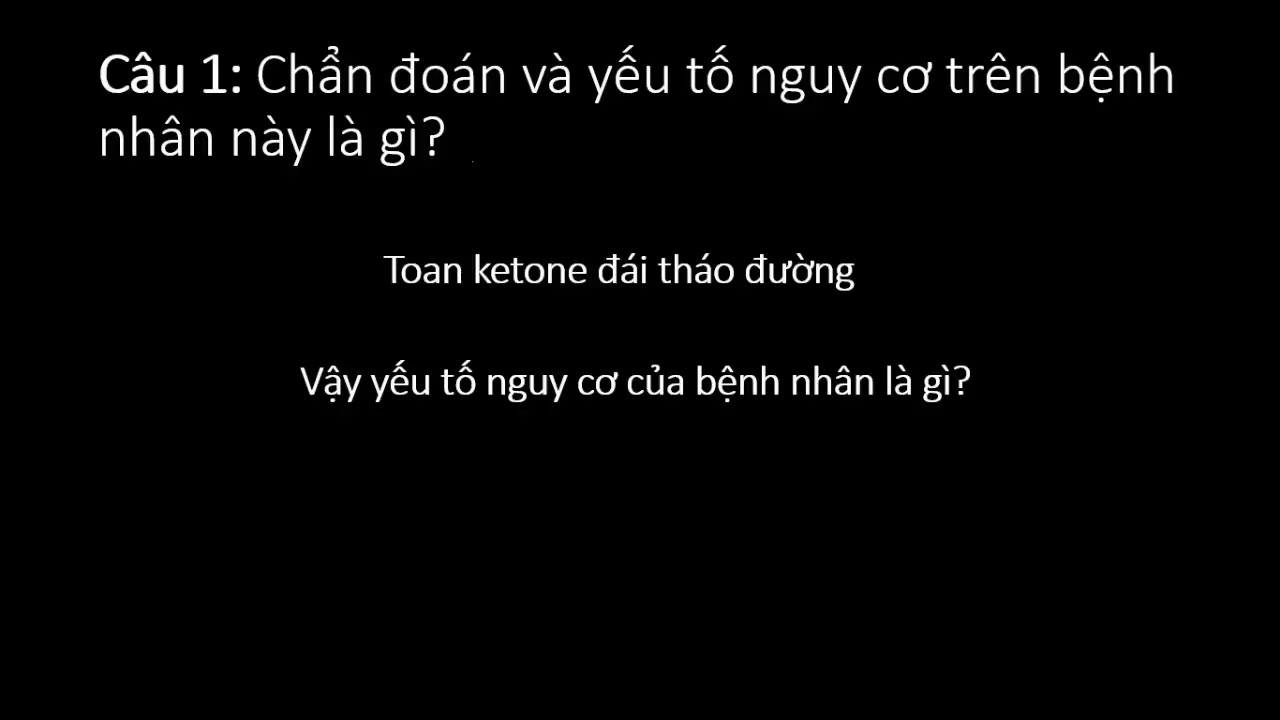 Câu 1: Chẩn đoán và yếu tố nguy cơ trên bệnh
nhân này là gì?
Toan ketone đái tháo đường
Vậy yếu tố nguy cơ của bệnh nhân là gì?